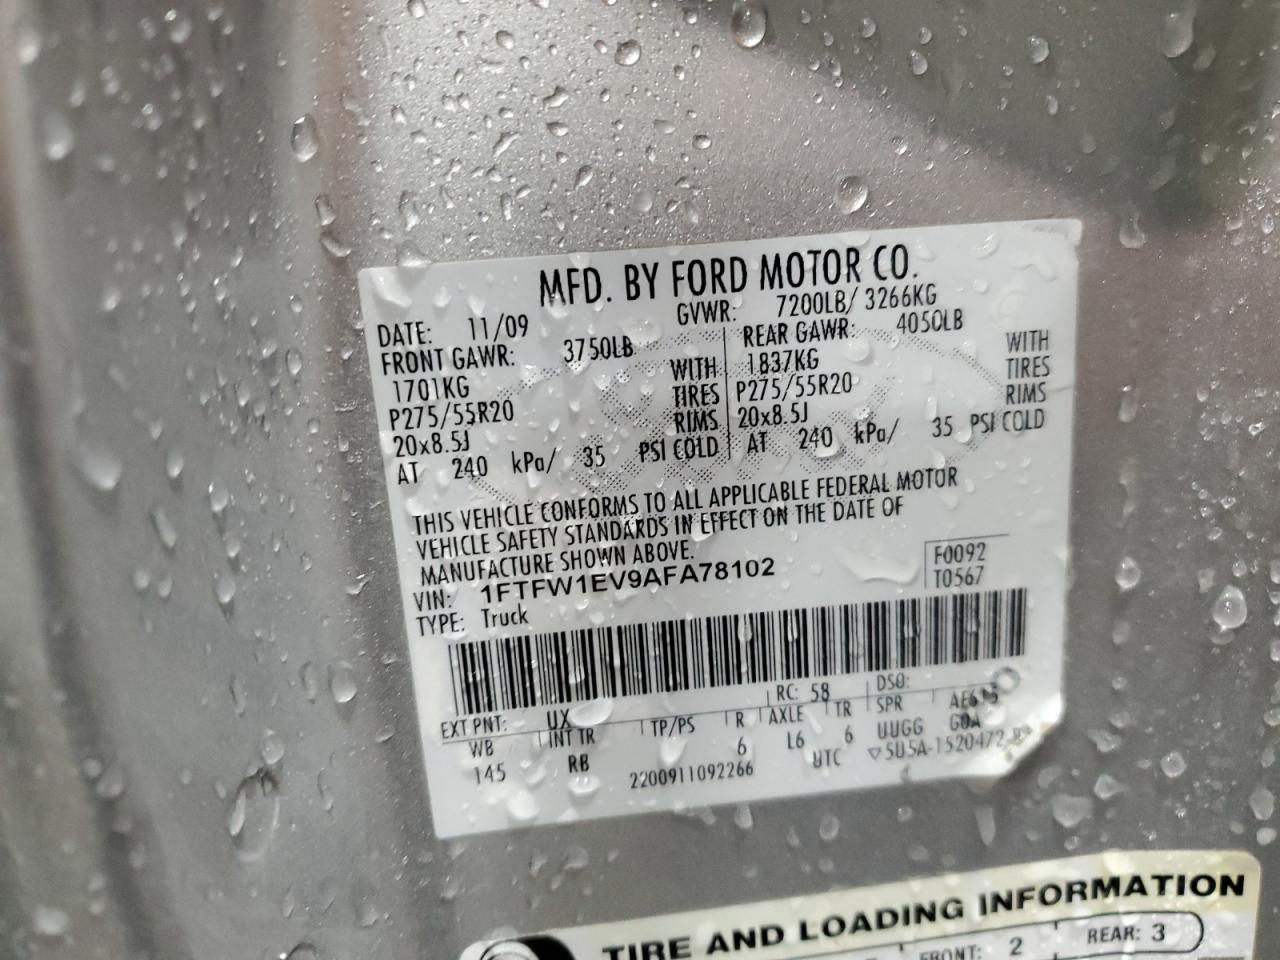 MFD. BY FORD MOTOR CO.
DATE: 11/09 GVWR: 7200LB/ 3266KG
FRONT GAWR: 3750LB REAR GAWR: 4050LB
1701KG WITH 1837KG WITH
P275/55R20 TIRES P275/55R20 TIRES
20x8.5J RIMS 20x8.5J RIMS
AT 240 kPa/ 35 PSI COLD AT 240 kPa/ 35 PSI COLD
THIS VEHICLE CONFORMS TO ALL APPLICABLE FEDERAL MOTOR
VEHICLE SAFETY STANDARDS IN EFFECT ON THE DATE OF
MANUFACTURE SHOWN ABOVE.
VIN: 1FTFW1EV9AFA78102 F0092
TYPE: Truck T0567
EXT PNT: UX RC: 58 DSO:
WB INT TR TP/PS R AXLE TR SPR
145 RB 6 L6 6 UUGG G0A
2200911092266 UTC ▽5U5A-1520472
TIRE AND LOADING INFORMATION
FRONT: 2 REAR: 3